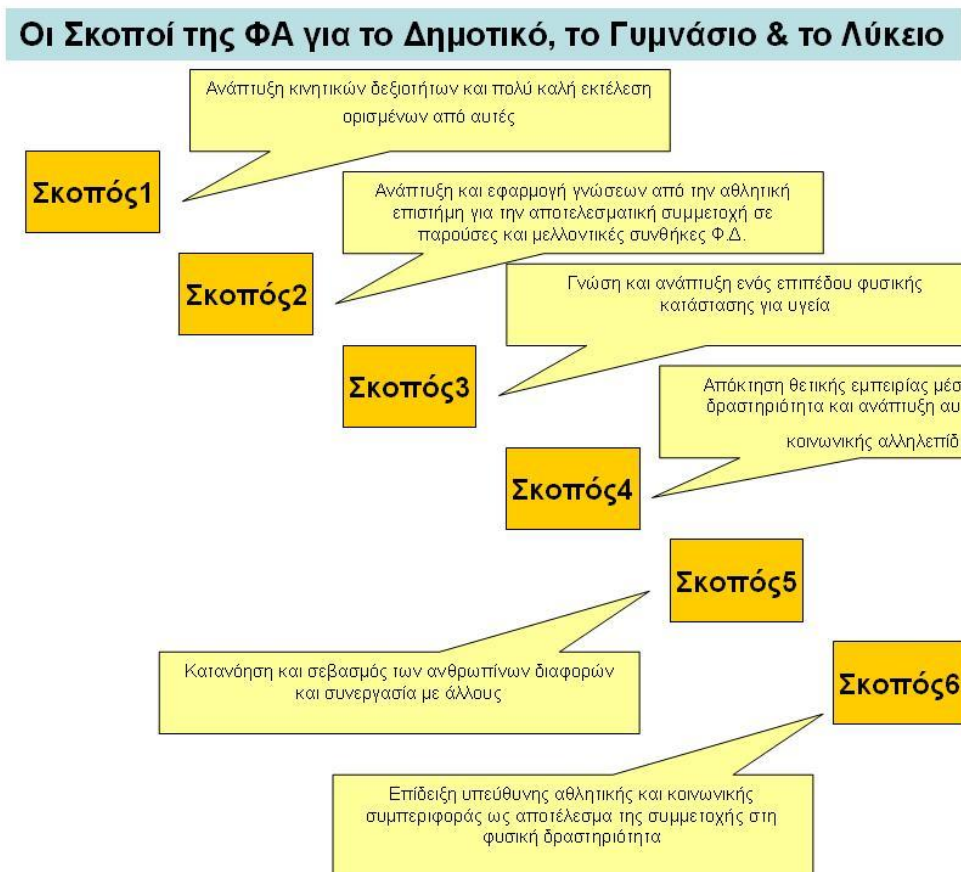 Οι Σκοποί της ΦΑ για το Δημοτικό, το Γυμνάσιο & το Λύκειο
Ανάπτυξη κινητικών δεξιοτήτων και πολύ καλή εκτέλεση
ορισμένων από αυτές
Σκοπός1
Ανάπτυξη και εφαρμογή γνώσεων από την αθλητική
επιστήμη για την αποτελεσματική συμμετοχή σε
παρούσες και μελλοντικές συνθήκες Φ.Δ.
Σκοπός2
Γνώση και ανάπτυξη ενός επιπέδου φυσικής
κατάστασης για υγεία
Σκοπός3
Απόκτηση θετικής εμπειρίας
δραστηριότητα και ανάπτυξη
κοινωνικής
Σκοπός4
Σκοπός5
Κατανόηση και σεβασμός των ανθρωπίνων διαφορών
και συνεργασία με άλλους
Σκοπός6
Επίδειξη υπεύθυνης αθλητικής και κοινωνικής
συμπεριφοράς ως αποτέλεσμα της συμμετοχής στη
φυσική δραστηριότητα